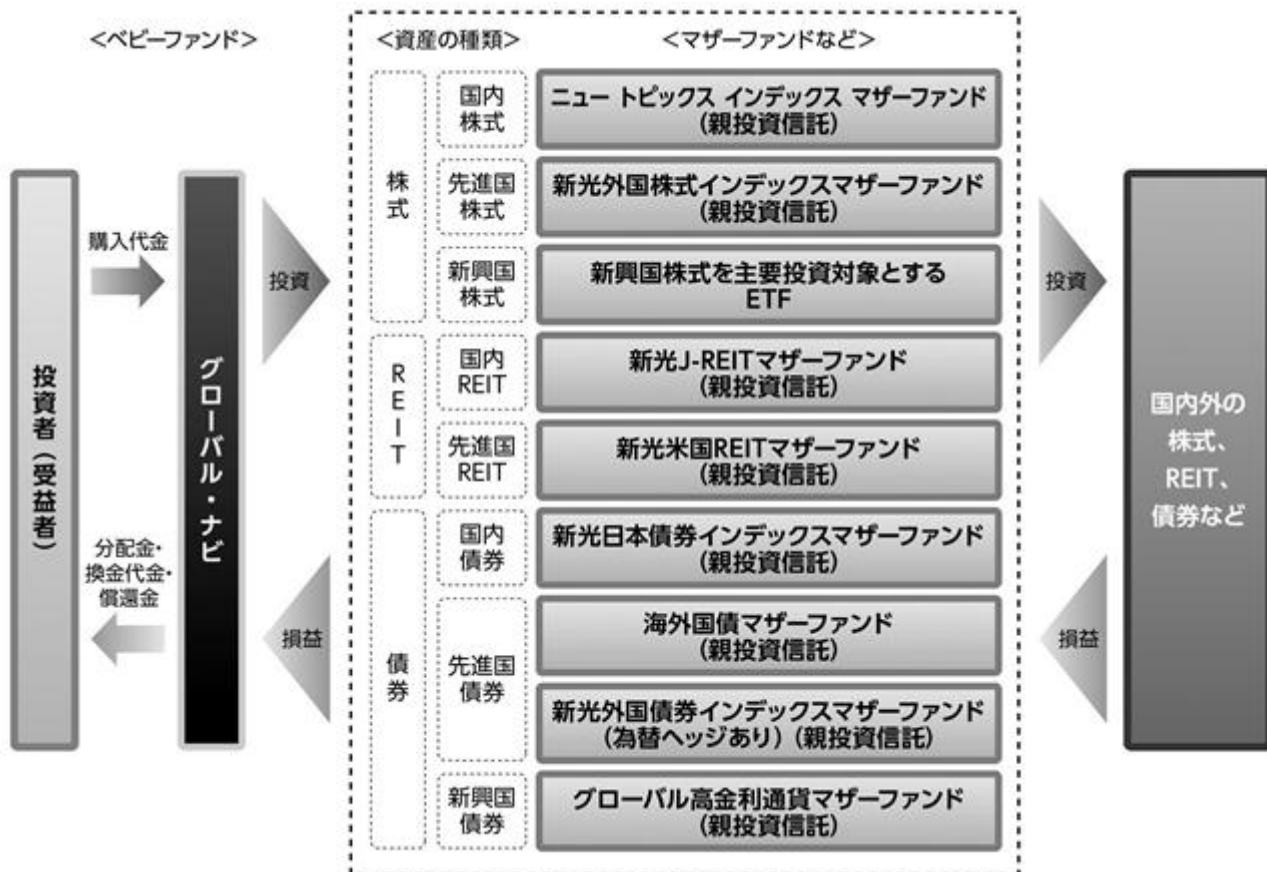 ＜ベビーファンド＞
＜資産の種類＞
＜マザーファンドなど＞
投資者（受益者）
購入代金
分配金・
換金代金・
償還金
グローバル・ナビ
投資
損益
株式
国内
株式
ニュー トピックス インデックス マザーファンド
（親投資信託）
先進国
株式
新光外国株式インデックスマザーファンド
（親投資信託）
新興国
株式
新興国株式を主要投資対象とする
ETF
REIT
国内
REIT
新光J-REITマザーファンド
（親投資信託）
先進国
REIT
新光米国REITマザーファンド
（親投資信託）
債券
国内
債券
新光日本債券インデックスマザーファンド
（親投資信託）
先進国
債券
海外国債マザーファンド
（親投資信託）
新光外国債券インデックスマザーファンド
（為替ヘッジあり）（親投資信託）
新興国
債券
グローバル高金利通貨マザーファンド
（親投資信託）
投資
損益
国内外の
株式、
REIT、
債券など